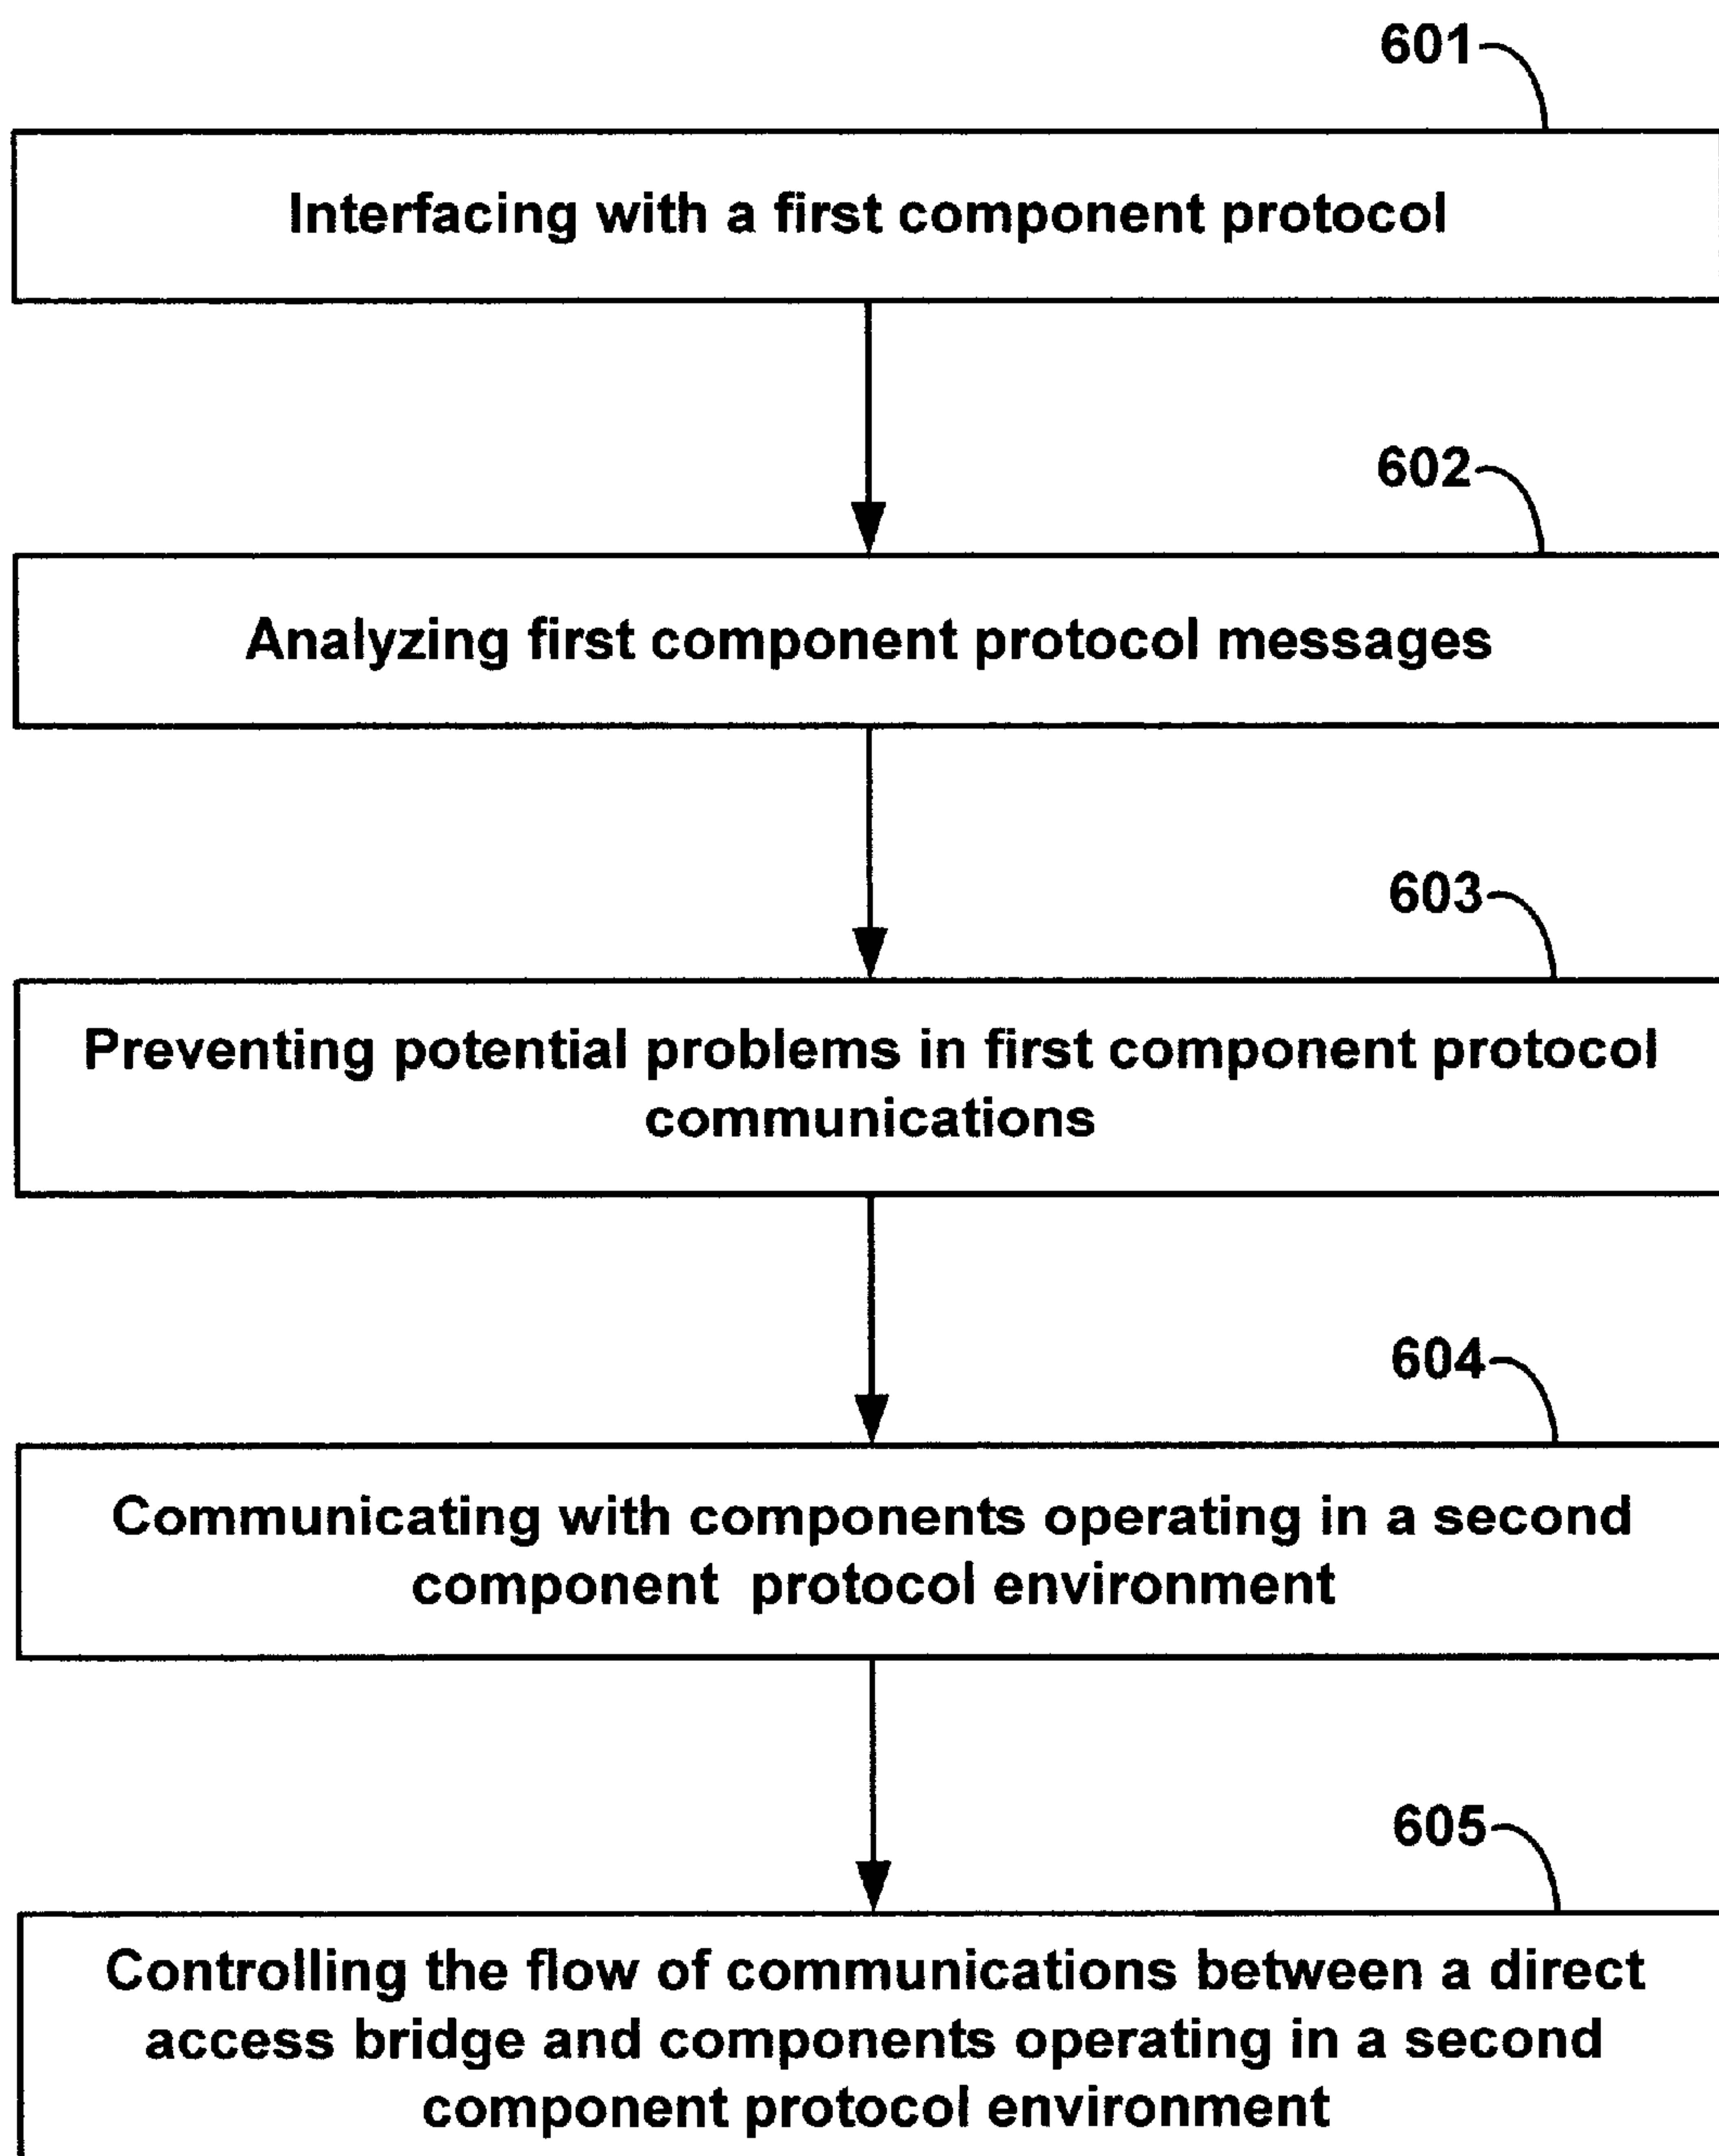 601
Interfacing with a first component protocol
602
Analyzing first component protocol messages
603
Preventing potential problems in first component protocol
communications
604
Communicating with components operating in a second
component protocol environment
605
Controlling the flow of communications between a direct
access bridge and components operating in a second
component protocol environment